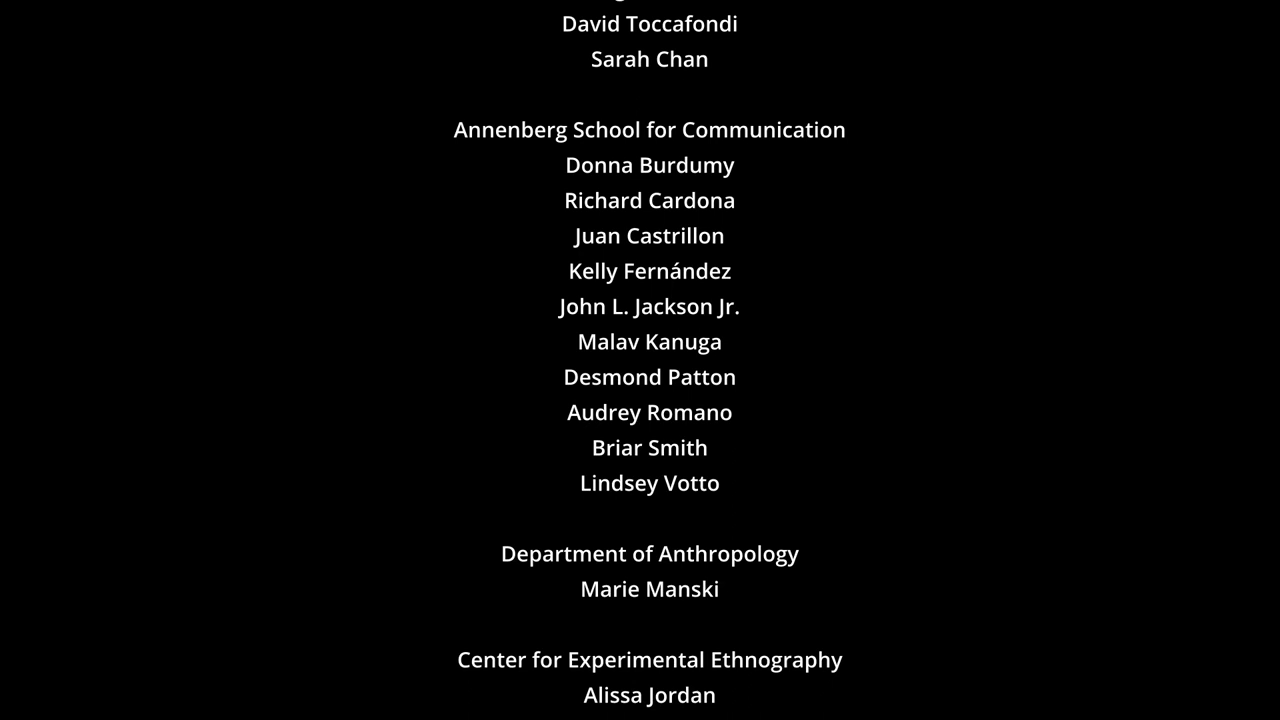 David Toccafondi
Sarah Chan
Annenberg School for Communication
Donna Burdumy
Richard Cardona
Juan Castrillon
Kelly Fernández
John L. Jackson Jr.
Malav Kanuga
Desmond Patton
Audrey Romano
Briar Smith
Lindsey Votto
Department of Anthropology
Marie Manski
Center for Experimental Ethnography
Alissa Jordan